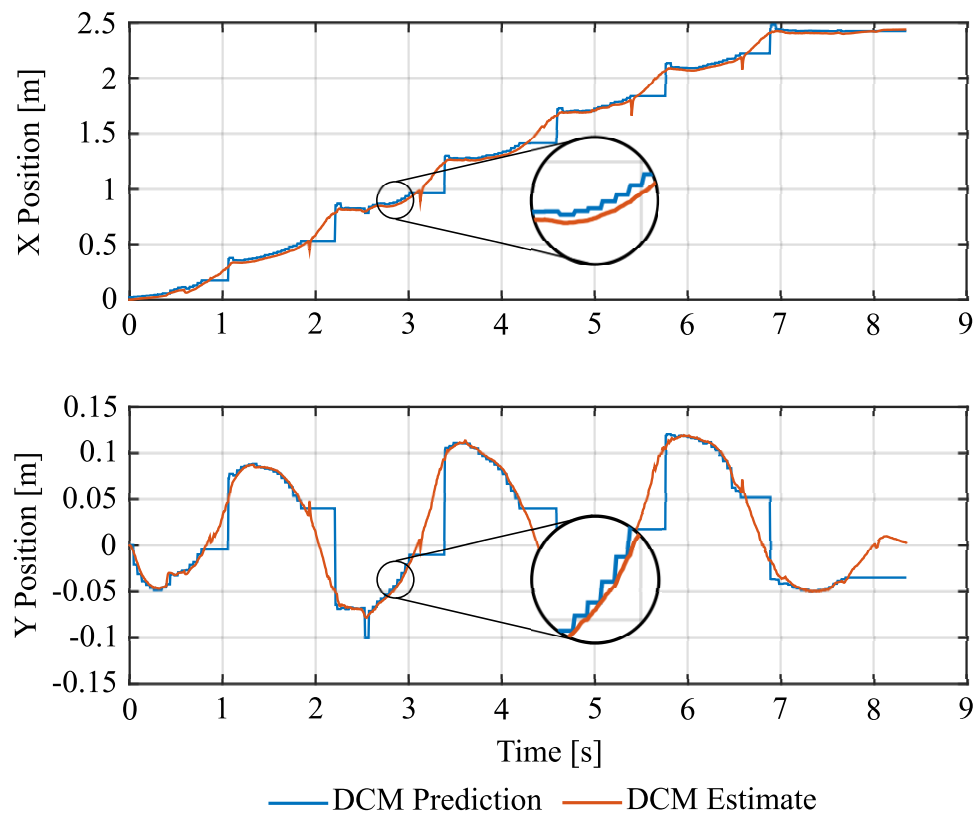 2.5
2
1.5
1
0.5
0
X Position [m]
0 1 2 3 4 5 6 7 8 9
0.15
0.1
0.05
0
-0.05
-0.1
-0.15
Y Position [m]
0 1 2 3 4 5 6 7 8 9
Time [s]
DCM Prediction DCM Estimate